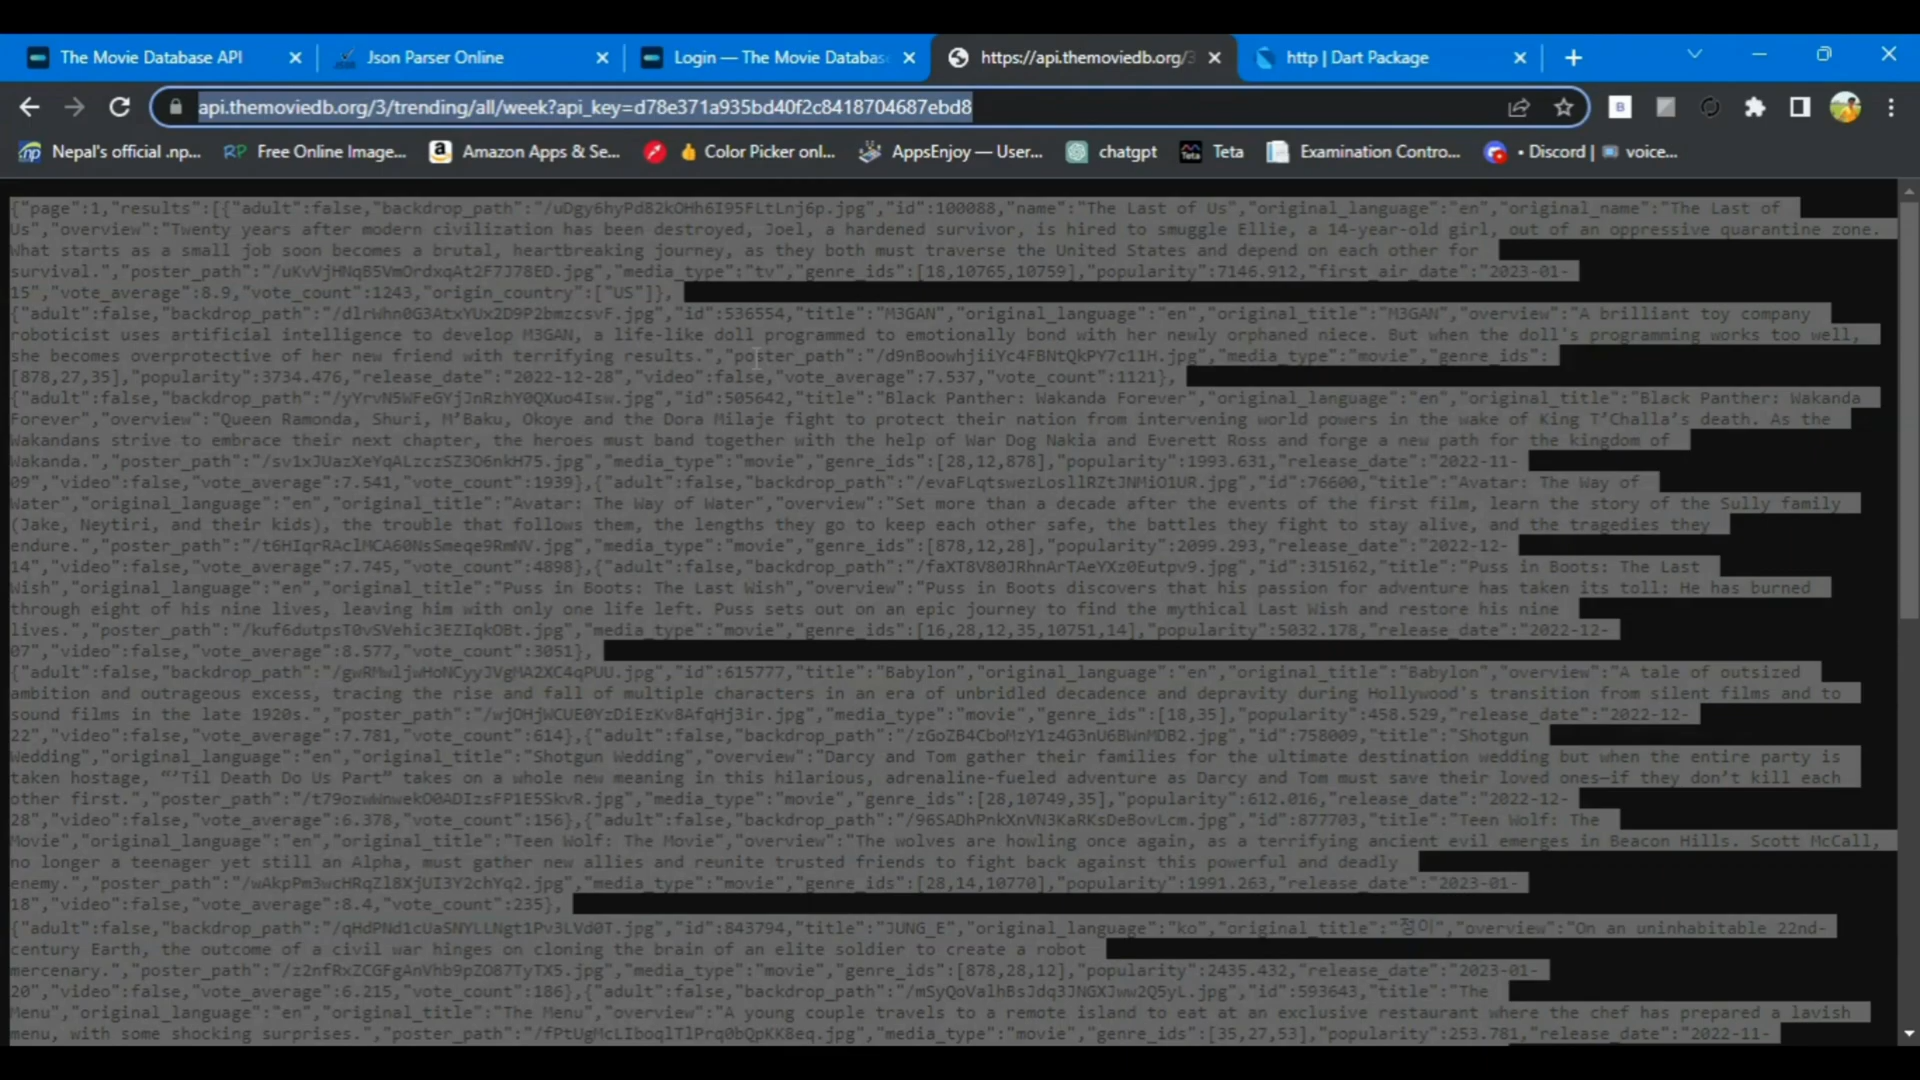 The Movie Database API
Json Parser Online
Login — The Movie Databas
https://api.themoviedb.org/3
http | Dart Package
api.themoviedb.org/3/trending/all/week?api_key=d78e371a935bd40f2c8418704687ebd8
Nepal's official .np...
RP Free Online Image...
Amazon Apps & Se...
Color Picker onl...
AppsEnjoy — User...
chatgpt
Teta
Examination Contro...
• Discord | voice...
{"page":1,"results":[{"adult":false,"backdrop_path":"/uDgy6hyPd82kOHh6I95FLtLnj6p.jpg","id":100088,"name":"The Last of Us","original_language":"en","original_name":"The Last of
Us","overview":"Twenty years after modern civilization has been destroyed, Joel, a hardened survivor, is hired to smuggle Ellie, a 14-year-old girl, out of an oppressive quarantine zone.
What starts as a small job soon becomes a brutal, heartbreaking journey, as they both must traverse the United States and depend on each other for
survival.","poster_path":"/uKvVjHNqB5VmOrdxqAt2F7J78ED.jpg","media_type":"tv","genre_ids":[18,10765,10759],"popularity":7146.912,"first_air_date":"2023-01-
15","vote_average":8.9,"vote_count":1243,"origin_country":["US"]},
{"adult":false,"backdrop_path":"/dlrWhn0G3AtxYUx2D9P2bmzcsvF.jpg","id":536554,"title":"M3GAN","original_language":"en","original_title":"M3GAN","overview":"A brilliant toy company
roboticist uses artificial intelligence to develop M3GAN, a life-like doll programmed to emotionally bond with her newly orphaned niece. But when the doll's programming works too well,
she becomes overprotective of her new friend with terrifying results.","poster_path":"/d9nBoowhjiiYc4FBNtQkPY7c11H.jpg","media_type":"movie","genre_ids":
[878,27,35],"popularity":3734.476,"release_date":"2022-12-28","video":false,"vote_average":7.537,"vote_count":1121},
{"adult":false,"backdrop_path":"/yYrvN5WFeGYjJnRzhY0QXuo4Isw.jpg","id":505642,"title":"Black Panther: Wakanda Forever","original_language":"en","original_title":"Black Panther: Wakanda
Forever","overview":"Queen Ramonda, Shuri, M’Baku, Okoye and the Dora Milaje fight to protect their nation from intervening world powers in the wake of King T’Challa’s death. As the
Wakandans strive to embrace their next chapter, the heroes must band together with the help of War Dog Nakia and Everett Ross and forge a new path for the kingdom of
Wakanda.","poster_path":"/sv1xJUazXeYqALzczSZ3O6nkH75.jpg","media_type":"movie","genre_ids":[28,12,878],"popularity":1993.631,"release_date":"2022-11-
09","video":false,"vote_average":7.541,"vote_count":1939},{"adult":false,"backdrop_path":"/evaFLqtswezLosllRZtJNMiO1UR.jpg","id":76600,"title":"Avatar: The Way of
Water","original_language":"en","original_title":"Avatar: The Way of Water","overview":"Set more than a decade after the events of the first film, learn the story of the Sully family
(Jake, Neytiri, and their kids), the trouble that follows them, the lengths they go to keep each other safe, the battles they fight to stay alive, and the tragedies they
endure.","poster_path":"/t6HIqrRAclMCA60NsSmeqe9RmNV.jpg","media_type":"movie","genre_ids":[878,12,28],"popularity":2099.293,"release_date":"2022-12-
14","video":false,"vote_average":7.745,"vote_count":4898},{"adult":false,"backdrop_path":"/faXT8V80JRhnArTAeYXz0Eutpv9.jpg","id":315162,"title":"Puss in Boots: The Last
Wish","original_language":"en","original_title":"Puss in Boots: The Last Wish","overview":"Puss in Boots discovers that his passion for adventure has taken its toll: He has burned
through eight of his nine lives, leaving him with only one life left. Puss sets out on an epic journey to find the mythical Last Wish and restore his nine
lives.","poster_path":"/kuf6dutpsT0vSVehic3EZIqkOBt.jpg","media_type":"movie","genre_ids":[16,28,12,35,10751,14],"popularity":5032.178,"release_date":"2022-12-
07","video":false,"vote_average":8.577,"vote_count":3051},
{"adult":false,"backdrop_path":"/gwRMwljwHoNCyyJVgMA2XC4qPUU.jpg","id":615777,"title":"Babylon","original_language":"en","original_title":"Babylon","overview":"A tale of outsized
ambition and outrageous excess, tracing the rise and fall of multiple characters in an era of unbridled decadence and depravity during Hollywood's transition from silent films and to
sound films in the late 1920s.","poster_path":"/wjOHjWCUE0YzDiEzKv8AfqHj3ir.jpg","media_type":"movie","genre_ids":[18,35],"popularity":458.529,"release_date":"2022-12-
22","video":false,"vote_average":7.781,"vote_count":614},{"adult":false,"backdrop_path":"/zGoZB4CboMzY1z4G3nU6BWnMDB2.jpg","id":758009,"title":"Shotgun
Wedding","original_language":"en","original_title":"Shotgun Wedding","overview":"Darcy and Tom gather their families for the ultimate destination wedding but when the entire party is
taken hostage, “’Til Death Do Us Part” takes on a whole new meaning in this hilarious, adrenaline-fueled adventure as Darcy and Tom must save their loved ones—if they don’t kill each
other first.","poster_path":"/t79ozwWnwekO0ADIzsFP1E5SkvR.jpg","media_type":"movie","genre_ids":[28,10749,35],"popularity":612.016,"release_date":"2022-12-
28","video":false,"vote_average":6.378,"vote_count":156},{"adult":false,"backdrop_path":"/96SADhPnkXnVN3KaRKsDeBovLcm.jpg","id":877703,"title":"Teen Wolf: The
Movie","original_language":"en","original_title":"Teen Wolf: The Movie","overview":"The wolves are howling once again, as a terrifying ancient evil emerges in Beacon Hills. Scott McCall,
no longer a teenager yet still an Alpha, must gather new allies and reunite trusted friends to fight back against this powerful and deadly
enemy.","poster_path":"/wAkpPm3wcHRqZl8XjUI3Y2chYq2.jpg","media_type":"movie","genre_ids":[28,14,10770],"popularity":1991.263,"release_date":"2023-01-
18","video":false,"vote_average":8.4,"vote_count":235},
{"adult":false,"backdrop_path":"/qHdPNd1cUaSNYLLNgt1Pv3LVd0T.jpg","id":843794,"title":"JUNG_E","original_language":"ko","original_title":"정이","overview":"On an uninhabitable 22nd-
century Earth, the outcome of a civil war hinges on cloning the brain of an elite soldier to create a robot
mercenary.","poster_path":"/z2nfRxZCGFgAnVhb9pZO87TyTX5.jpg","media_type":"movie","genre_ids":[878,28,12],"popularity":2435.432,"release_date":"2023-01-
20","video":false,"vote_average":6.215,"vote_count":186},{"adult":false,"backdrop_path":"/mSyQoValhBsJdq3JNGXJww2Q5yL.jpg","id":593643,"title":"The
Menu","original_language":"en","original_title":"The Menu","overview":"A young couple travels to a remote island to eat at an exclusive restaurant where the chef has prepared a lavish
menu, with some shocking surprises.","poster_path":"/fPtUgMcLIboqlTlPrq0bQpKK8eq.jpg","media_type":"movie","genre_ids":[35,27,53],"popularity":253.781,"release_date":"2022-11-